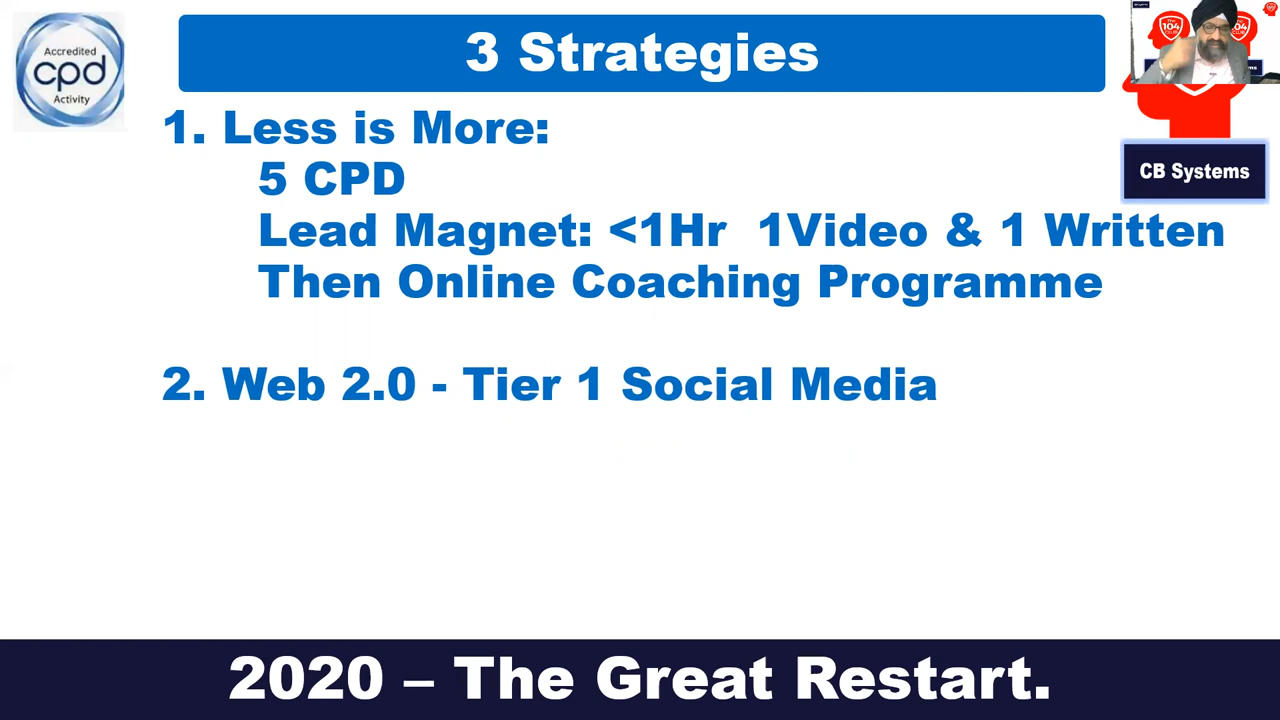 Accredited
cpd
Activity
3 Strategies
104
CB Systems
1. Less is More:
5 CPD
Lead Magnet: <1Hr 1Video & 1 Written
Then Online Coaching Programme
2. Web 2.0 - Tier 1 Social Media
2020 – The Great Restart.